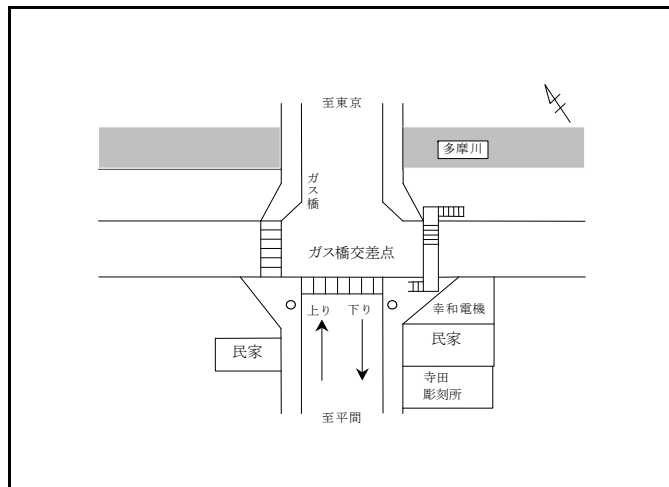 至東京
多摩川
ガス橋
ガス橋交差点
上り
下り
幸和電機
民家
民家
寺田
彫刻所
至平間